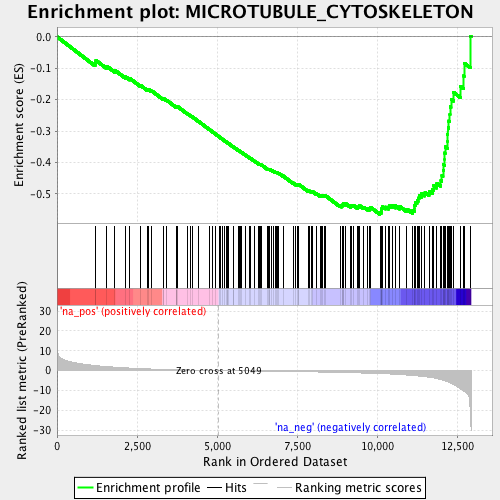 Enrichment plot: MICROTUBULE_CYTOSKELETON
Enrichment score (ES)
0.0
-0.1
-0.2
-0.3
-0.4
-0.5
'na_pos' (positively correlated)
Ranked list metric (PreRanked)
30
20
10
0
-10
-20
-30
Zero cross at 5049
'na_neg' (negatively correlated)
0
2,500
5,000
7,500
10,000
12,500
Rank in Ordered Dataset
Enrichment profile
Hits
Ranking metric scores